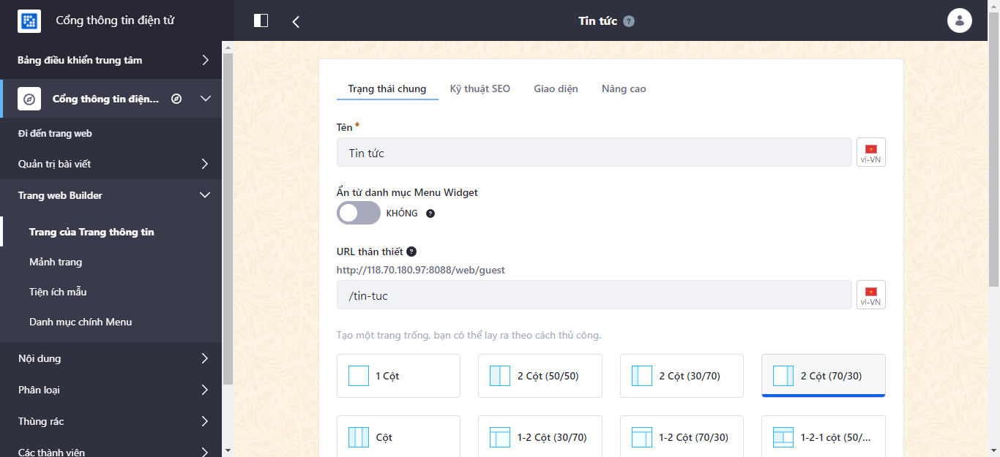 Cổng thông tin điện tử
Tin tức ?
Bảng điều khiển trung tâm
Cổng thông tin điện...
Đi đến trang web
Quản trị bài viết
Trang web Builder
Trang của Trang thông tin
Mảnh trang
Tiện ích mẫu
Danh mục chính Menu
Nội dung
Phân loại
Thùng rác
Các thành viên
Trạng thái chung Kỹ thuật SEO Giao diện Nâng cao
Tên *
Tin tức
vi-VN
Ẩn từ danh mục Menu Widget
KHÔNG ?
URL thân thiết ?
http://118.70.180.97:8088/web/guest
/tin-tuc
vi-VN
Tạo một trang trống, bạn có thể lay ra theo cách thủ công.
1 Cột 2 Cột (50/50) 2 Cột (30/70) 2 Cột (70/30)
Cột 1-2 Cột (30/70) 1-2 Cột (70/30) 1-2-1 cột (50/...